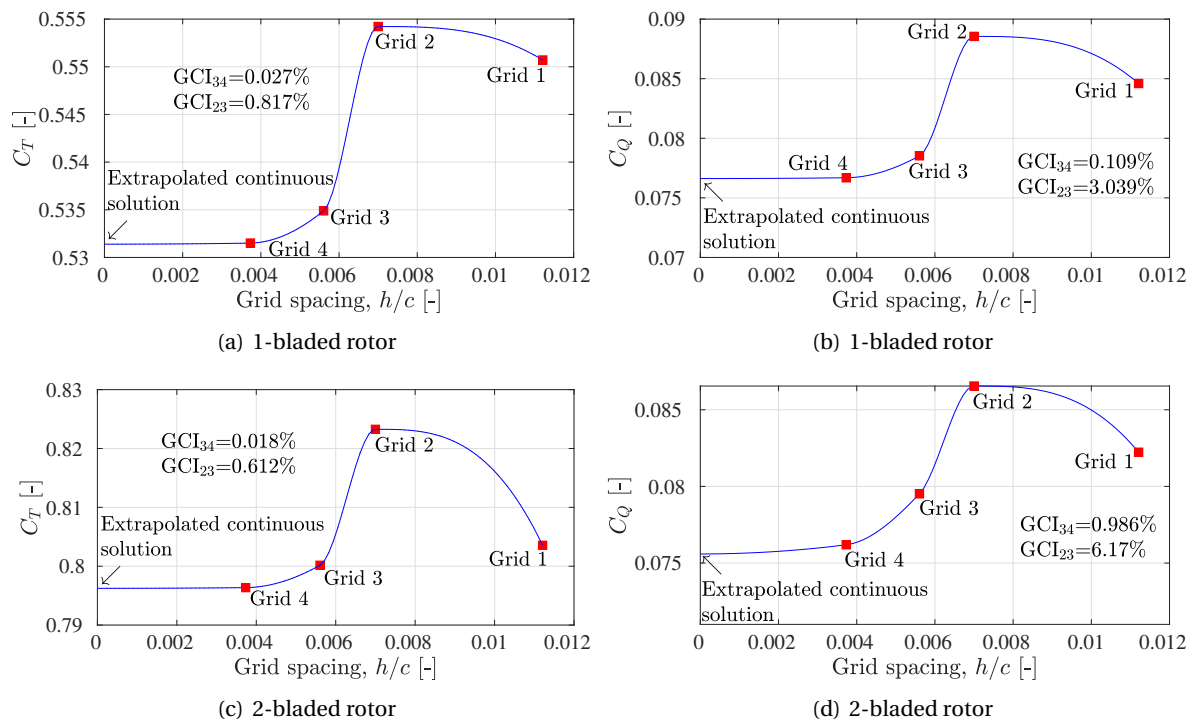 0.555
0.55
0.545
0.54
0.535
0.53
C_T [-]
GCI34=0.027%
GCI23=0.817%
Extrapolated continuous
solution
Grid 2
Grid 1
Grid 3
Grid 4
0
0.002
0.004
0.006
0.008
0.01
0.012
Grid spacing, h/c [-]
(a) 1-bladed rotor
0.09
0.085
0.08
0.075
0.07
C_Q [-]
Grid 2
Grid 1
Grid 4
Grid 3
GCI34=0.109%
GCI23=3.039%
Extrapolated continuous
solution
0
0.002
0.004
0.006
0.008
0.01
0.012
Grid spacing, h/c [-]
(b) 1-bladed rotor
0.83
0.82
0.81
0.8
0.79
C_T [-]
GCI34=0.018%
GCI23=0.612%
Extrapolated continuous
solution
Grid 2
Grid 1
Grid 3
Grid 4
0
0.002
0.004
0.006
0.008
0.01
0.012
Grid spacing, h/c [-]
(c) 2-bladed rotor
0.085
0.08
0.075
C_Q [-]
Grid 2
Grid 1
Grid 3
Grid 4
GCI34=0.986%
GCI23=6.17%
Extrapolated continuous
solution
0
0.002
0.004
0.006
0.008
0.01
0.012
Grid spacing, h/c [-]
(d) 2-bladed rotor